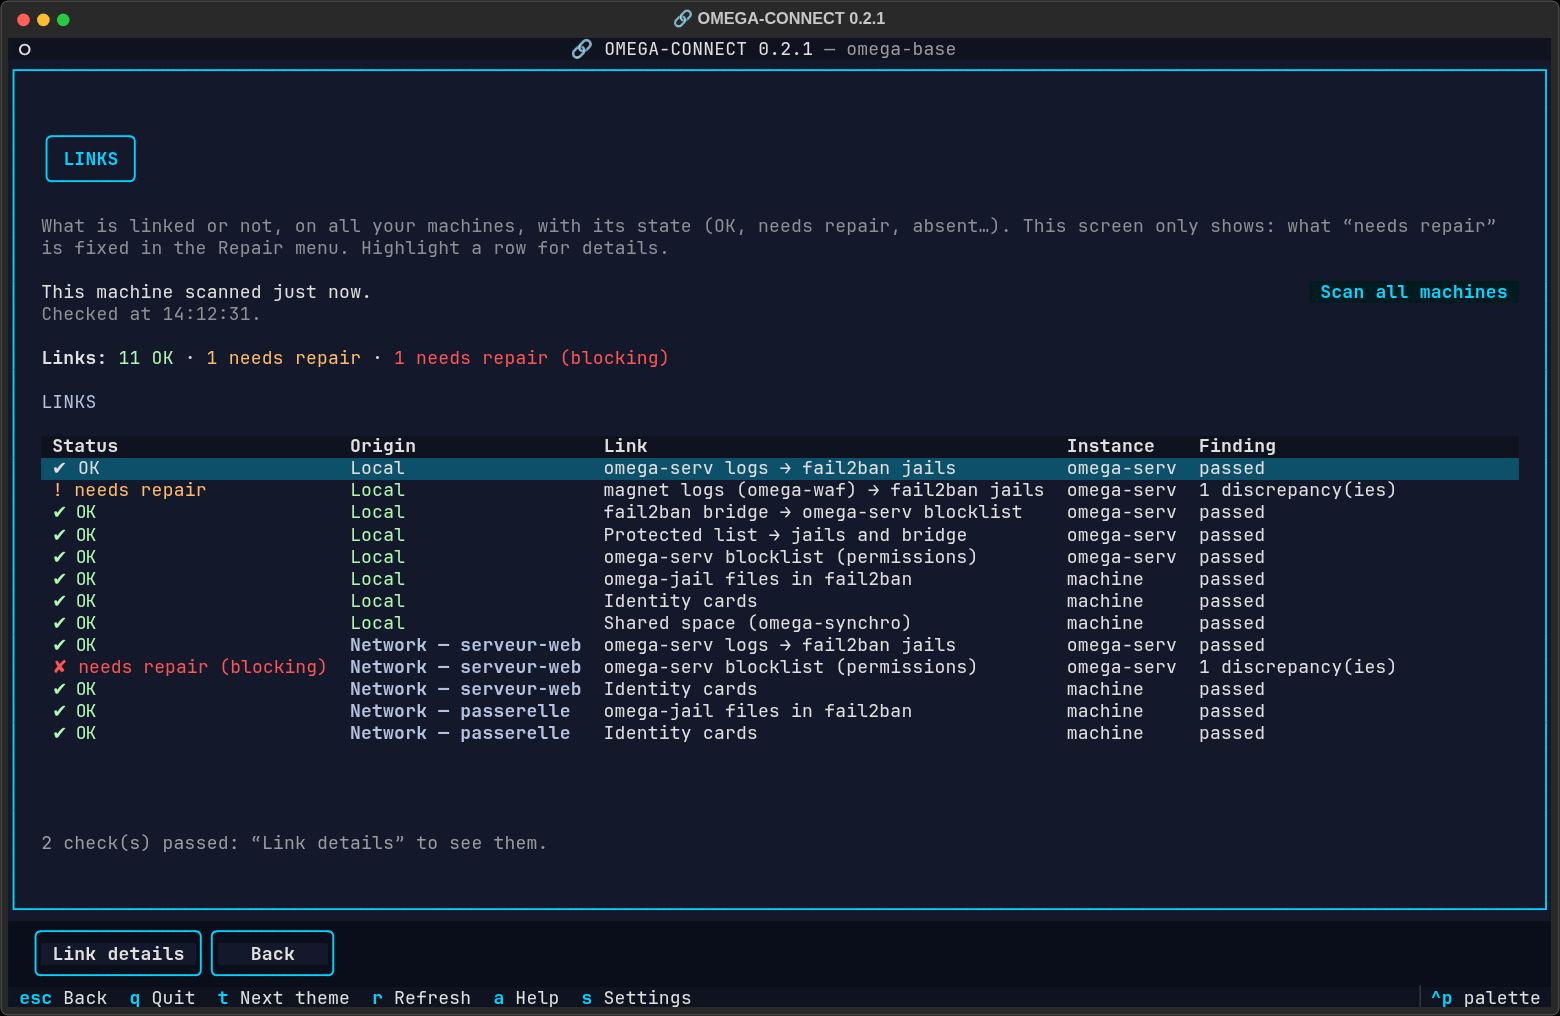 🔗 OMEGA-CONNECT 0.2.1
O 🔗 OMEGA-CONNECT 0.2.1 — omega-base
LINKS
What is linked or not, on all your machines, with its state (OK, needs repair, absent…). This screen only shows: what “needs repair”
is fixed in the Repair menu. Highlight a row for details.
This machine scanned just now. Scan all machines
Checked at 14:12:31.
Links: 11 OK · 1 needs repair · 1 needs repair (blocking)
LINKS
Status Origin Link Instance Finding
✔ OK Local omega-serv logs → fail2ban jails omega-serv passed
! needs repair Local magnet logs (omega-waf) → fail2ban jails omega-serv 1 discrepancy(ies)
✔ OK Local fail2ban bridge → omega-serv blocklist omega-serv passed
✔ OK Local Protected list → jails and bridge omega-serv passed
✔ OK Local omega-serv blocklist (permissions) omega-serv passed
✔ OK Local omega-jail files in fail2ban machine passed
✔ OK Local Identity cards machine passed
✔ OK Local Shared space (omega-synchro) machine passed
✔ OK Network — serveur-web omega-serv logs → fail2ban jails omega-serv passed
✘ needs repair (blocking) Network — serveur-web omega-serv blocklist (permissions) omega-serv 1 discrepancy(ies)
✔ OK Network — serveur-web Identity cards machine passed
✔ OK Network — passerelle omega-jail files in fail2ban machine passed
✔ OK Network — passerelle Identity cards machine passed
2 check(s) passed: “Link details” to see them.
Link details Back
esc Back q Quit t Next theme r Refresh a Help s Settings ^p palette